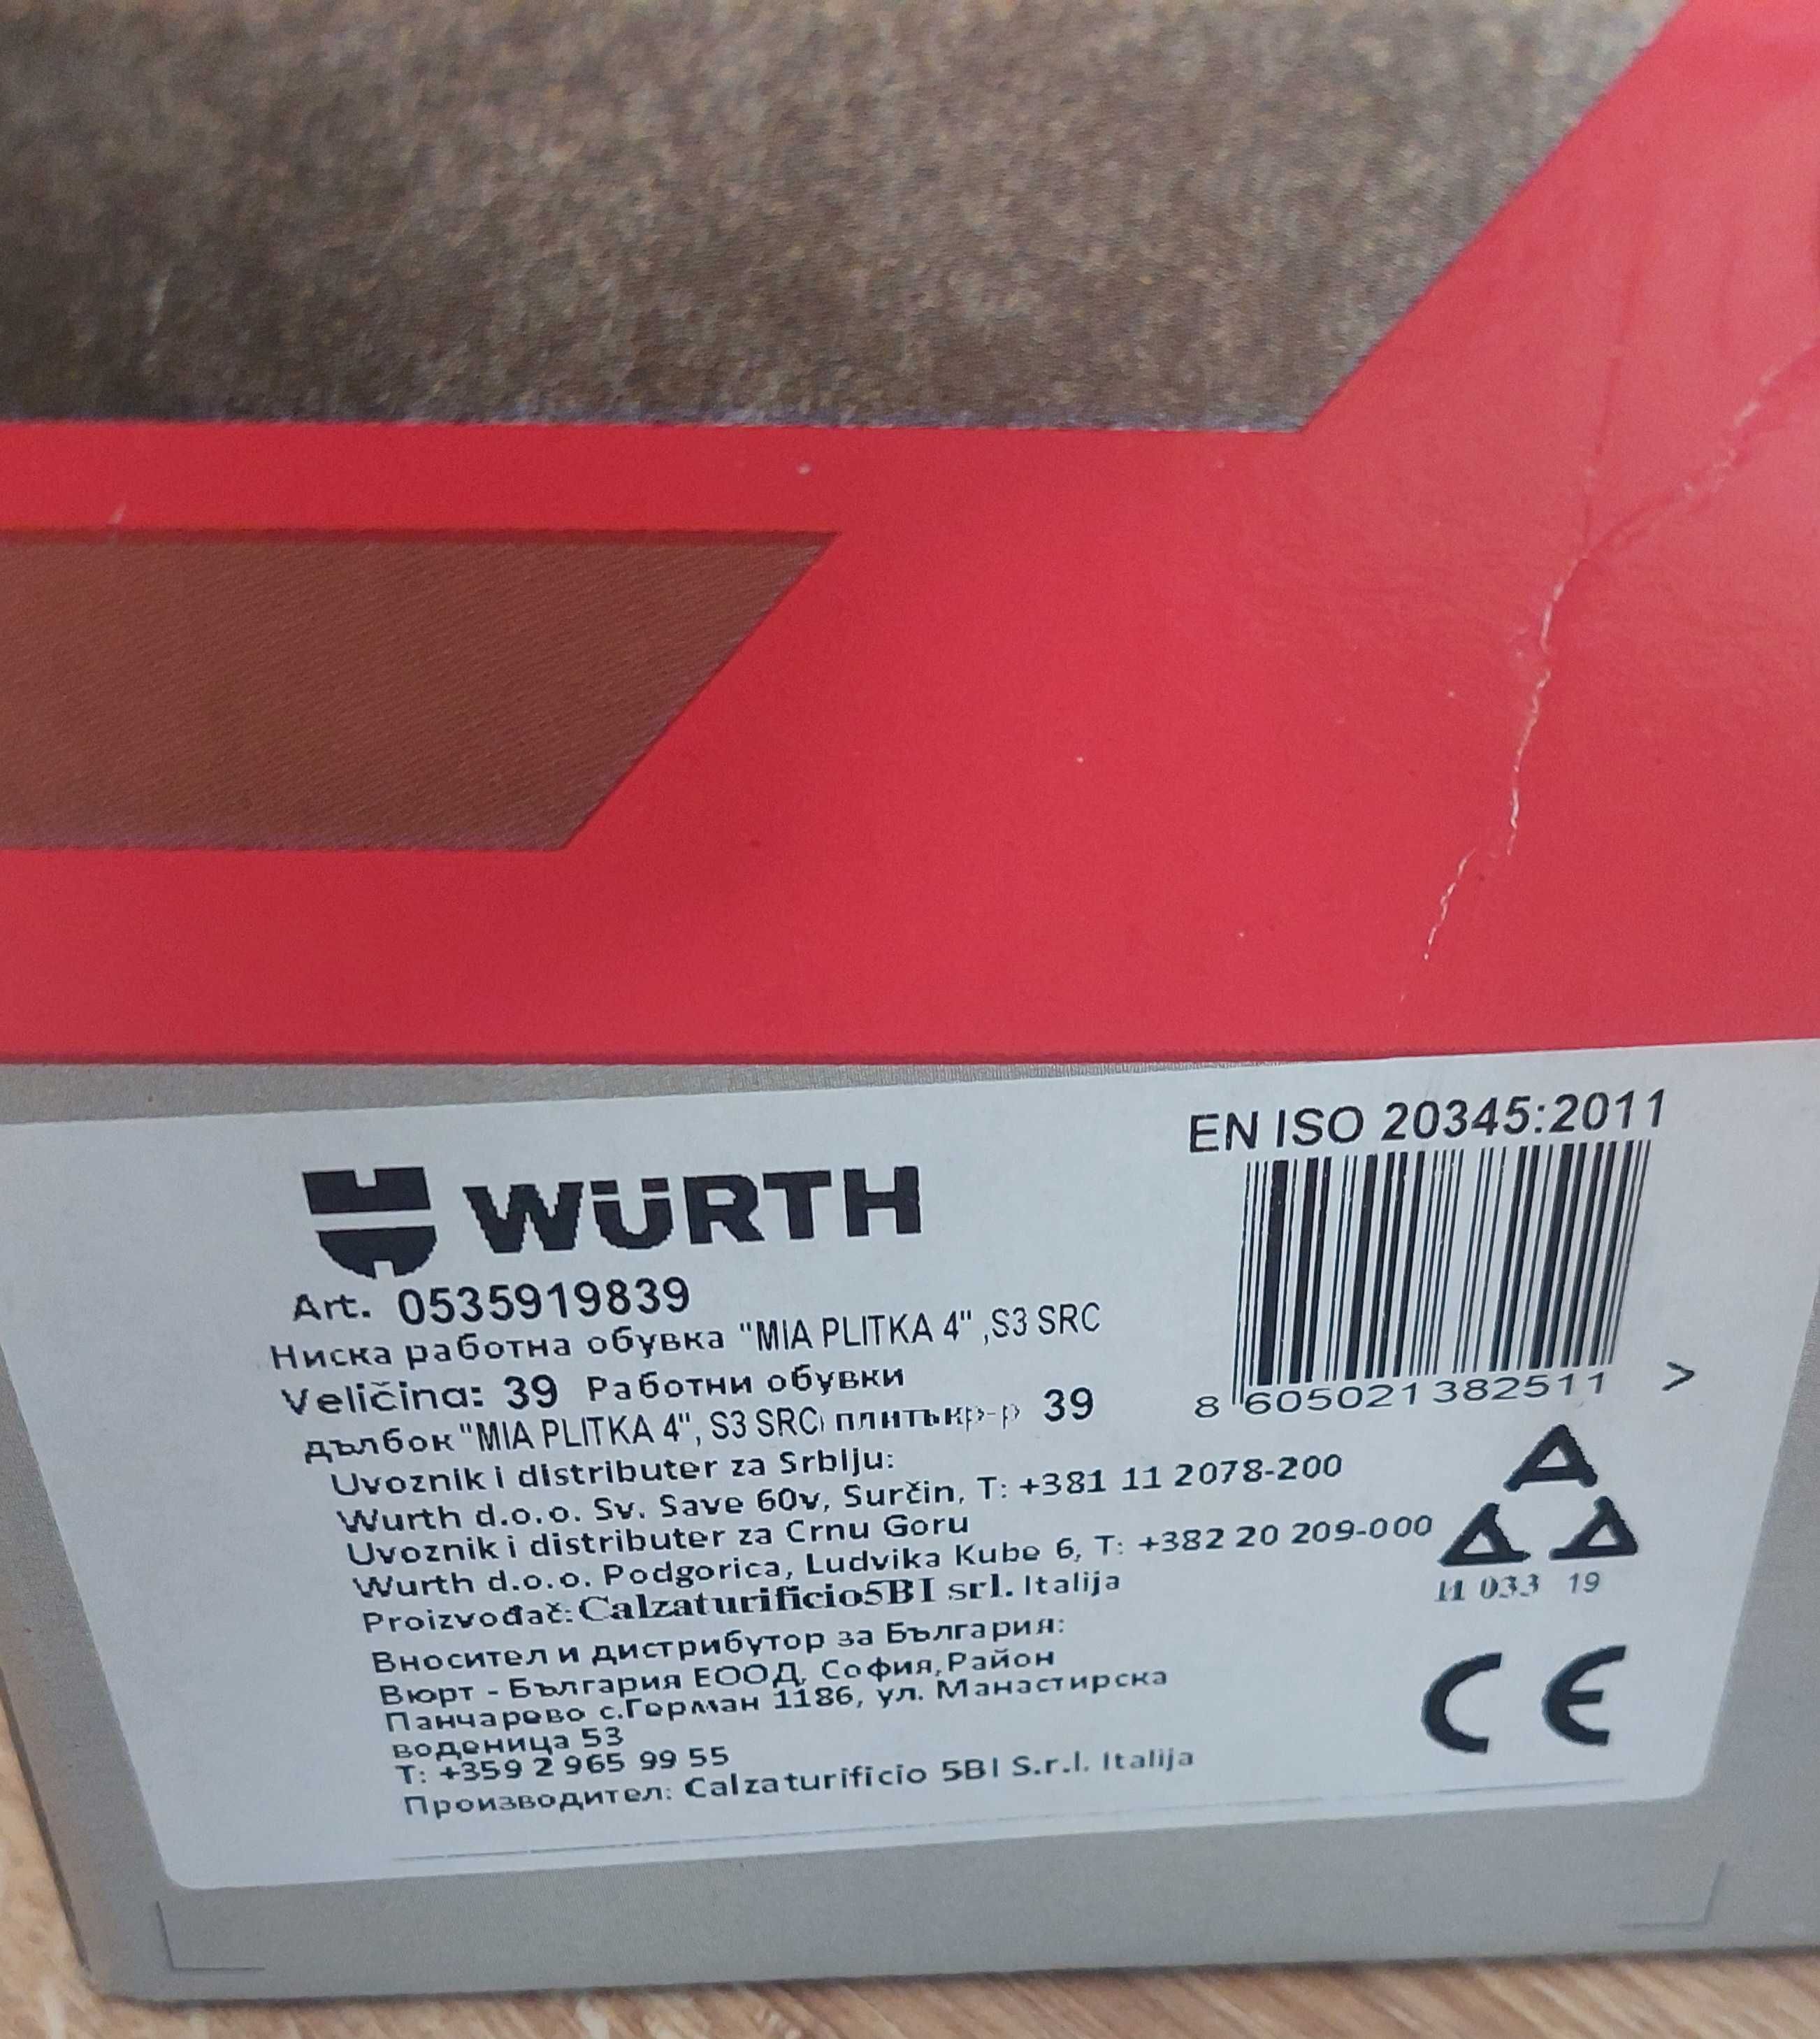 EN ISO 20345:2011
WÜRTH
Art. 0535919839
Ниска работна обувка "MIA PLITKA 4" ,S3 SRC
Veličina: 39 Работни обувки
дълбок "MIA PLITKA 4", S3 SRC 39
8 605021 382511 >
Uvoznik i distributer za Srbiju:
Wurth d.o.o. Sv. Save 60v, Surčin, T: +381 11 2078-200
Uvoznik i distributer za Crnu Goru
Wurth d.o.o. Podgorica, Ludvika Kube 6, T: +382 20 209-000
Proizvođač: Calzaturificio5BI srl. Italija
11 033 19
Вносител и дистрибутор за България:
Вюрт - България ЕООД, София, Район
Панчарево с.Герман 1186, ул. Манастирска
воденица 53
T: +359 2 965 99 55
Производител: Calzaturificio 5BI S.r.l. Italija
CE